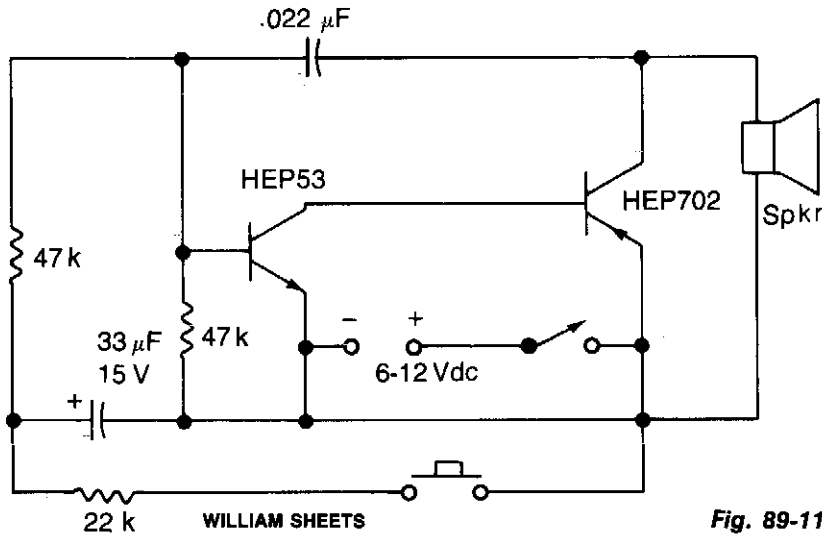 .022 μF
HEP53
HEP702
Spkr
47 k
33 μF
15 V
47 k
- +
6-12 Vdc
+
22 k
WILLIAM SHEETS
Fig. 89-11